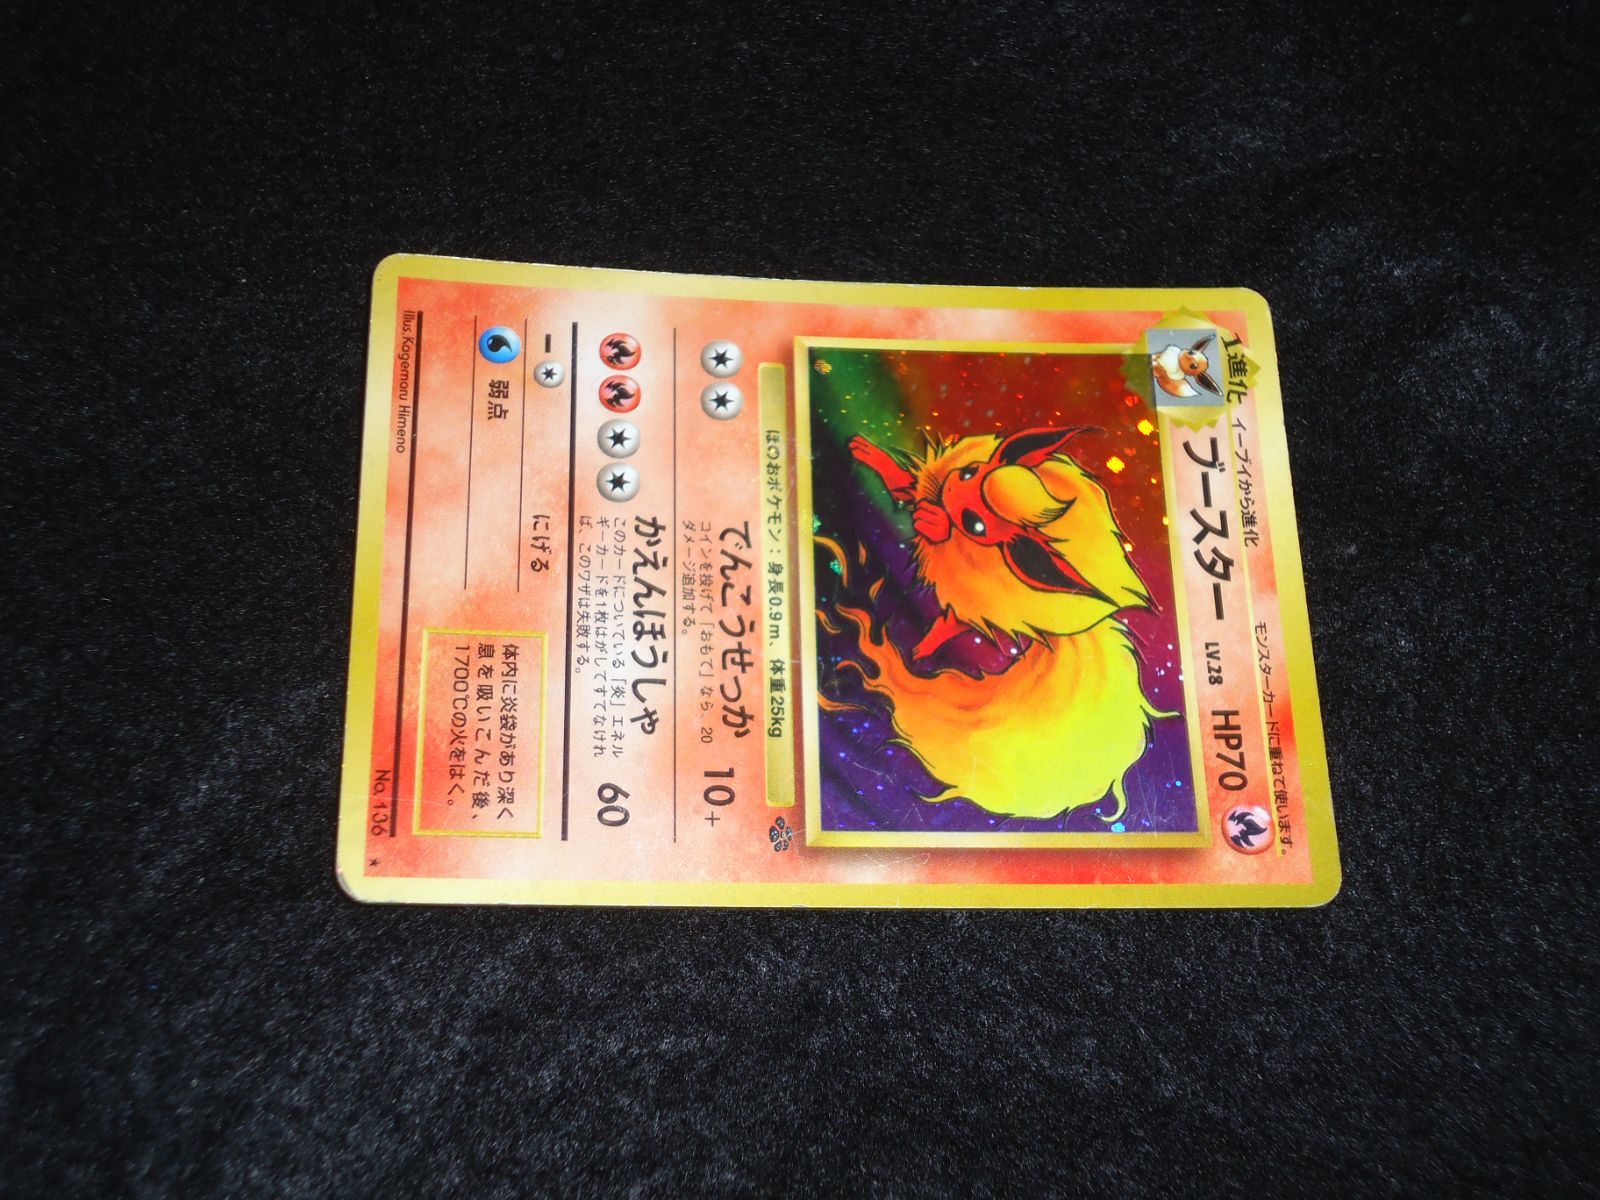 1進化 イーブイから進化
モンスターカードに重ねて使います。
ブースター LV.28 HP70
ほのおポケモン：身長0.9m、体重25kg
でんこうせっか 10+
コインを投げて「おもて」なら、20
ダメージ追加する。
かえんほうしゃ 60
このカードについている「炎」エネル
ギーカードを1枚はがしてすてなけれ
ば、このワザは失敗する。
にげる
弱点
体内に炎袋があり深く
息を吸いこんだ後、
1700℃の火をはく。
Illus.Kagemaru Himeno
No.136